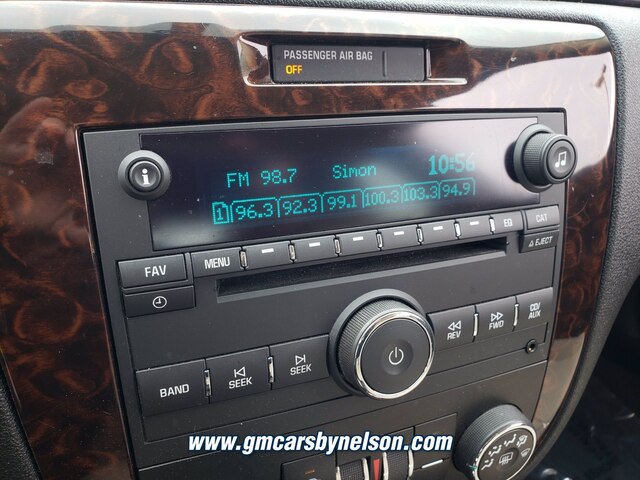 PASSENGER AIR BAG
OFF
FM 98.7 Simon 10:56
1 96.3 92.3 99.1 100.3 103.3 94.9
i
FAV MENU EQ CAT
EJECT
REV FWD CD/AUX
BAND SEEK SEEK
www.gmcarsbynelson.com